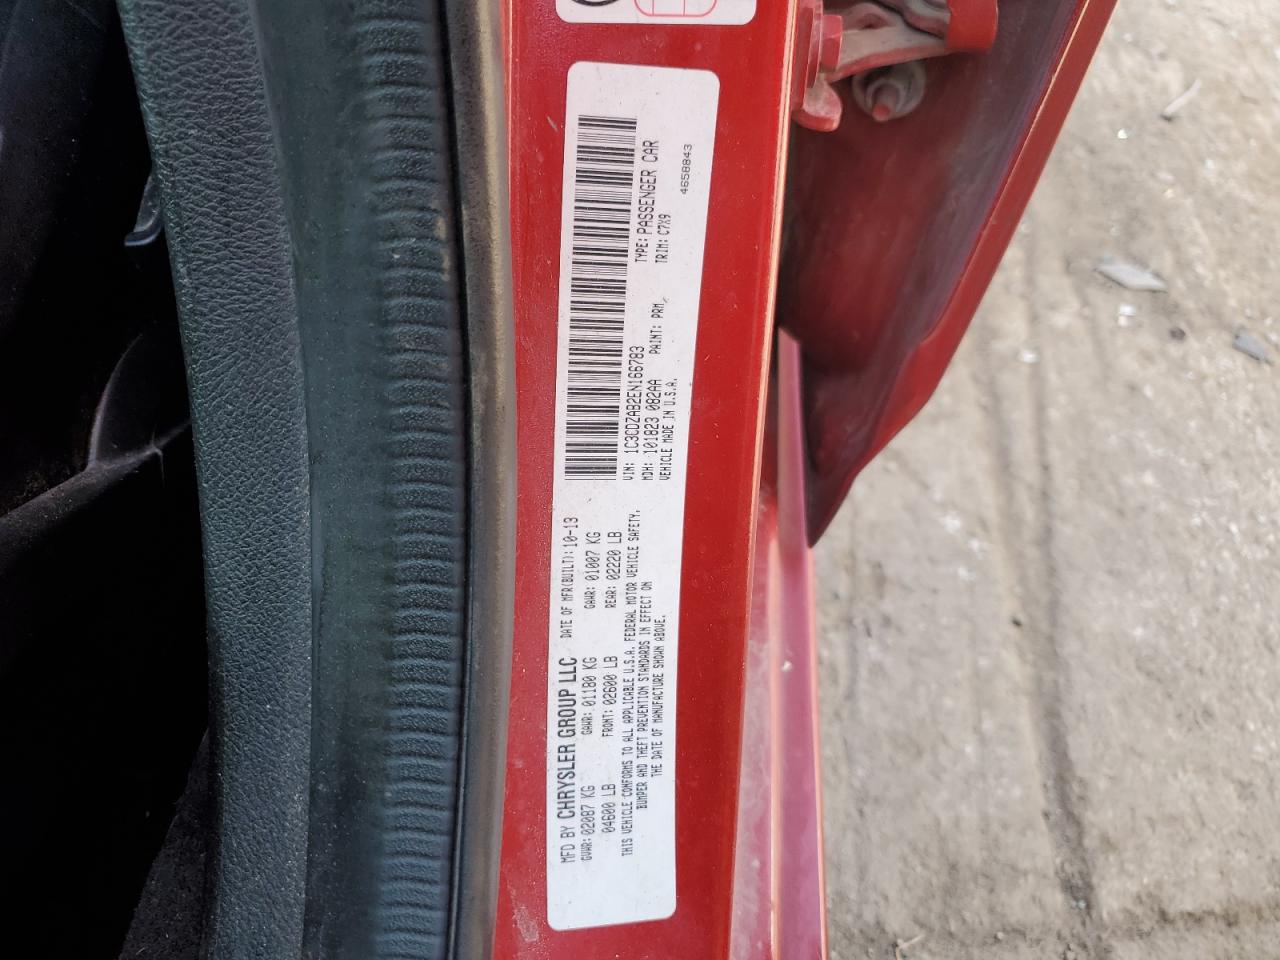 MFD BY CHRYSLER GROUP LLC DATE OF MFR(BUILT): 10-13
GVWR: 02087 KG GAWR: 01180 KG GAWR: 01007 KG
04600 LB FRONT: 02600 LB REAR: 02220 LB
THIS VEHICLE CONFORMS TO ALL APPLICABLE U.S.A. FEDERAL MOTOR VEHICLE SAFETY,
BUMPER AND THEFT PREVENTION STANDARDS IN EFFECT ON
THE DATE OF MANUFACTURE SHOWN ABOVE.
VIN: 1C3CDZAB2EN166783 TYPE: PASSENGER CAR
MDH: 101823 082AA PAINT: PRM TRIM: C7X9
VEHICLE MADE IN U.S.A.
4658843